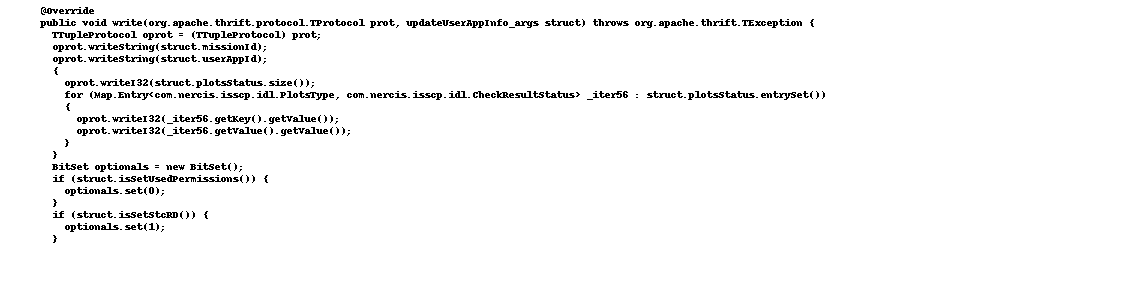 @Override
public void write(org.apache.thrift.protocol.TProtocol prot, updateUserAppInfo_args struct) throws org.apache.thrift.TException {
TTupleProtocol oprot = (TTupleProtocol) prot;
oprot.writeString(struct.missionId);
oprot.writeString(struct.userAppId);
{
oprot.writeI32(struct.plotsStatus.size());
for (Map.Entry<com.nercis.isscp.idl.PlotsType, com.nercis.isscp.idl.CheckResultStatus> _iter56 : struct.plotsStatus.entrySet())
{
oprot.writeI32(_iter56.getKey().getValue());
oprot.writeI32(_iter56.getValue().getValue());
}
}
BitSet optionals = new BitSet();
if (struct.isSetUsedPermissions()) {
optionals.set(0);
}
if (struct.isSetStcRD()) {
optionals.set(1);
}